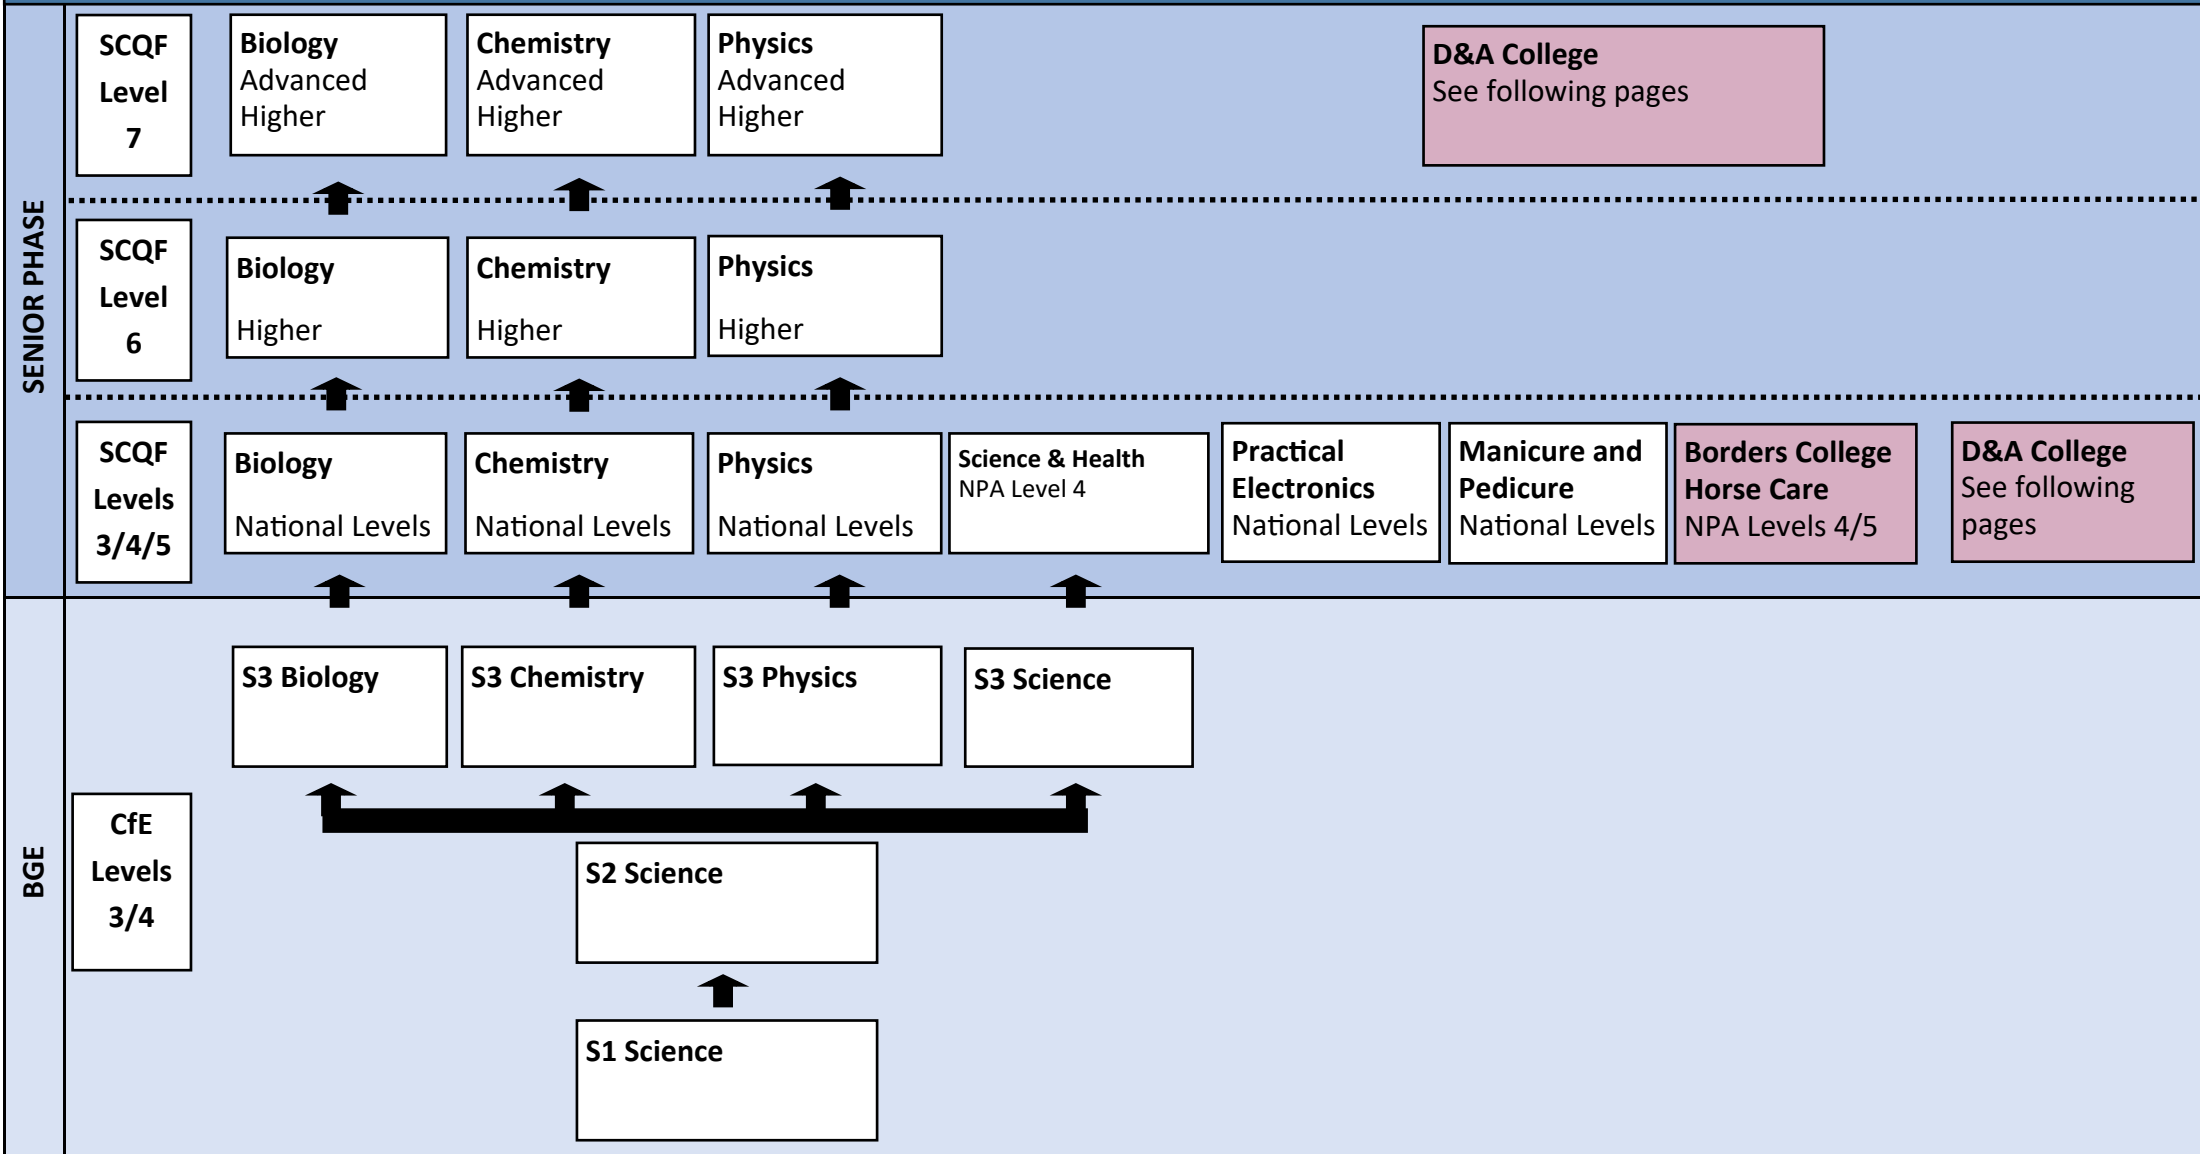 SENIOR PHASE
SCQF
Level
7
Biology
Advanced
Higher
Chemistry
Advanced
Higher
Physics
Advanced
Higher
D&A College
See following pages
SCQF
Level
6
Biology
Higher
Chemistry
Higher
Physics
Higher
SCQF
Levels
3/4/5
Biology
National Levels
Chemistry
National Levels
Physics
National Levels
Science & Health
NPA Level 4
Practical
Electronics
National Levels
Manicure and
Pedicure
National Levels
Borders College
Horse Care
NPA Levels 4/5
D&A College
See following
pages
BGE
CfE
Levels
3/4
S3 Biology
S3 Chemistry
S3 Physics
S3 Science
S2 Science
S1 Science